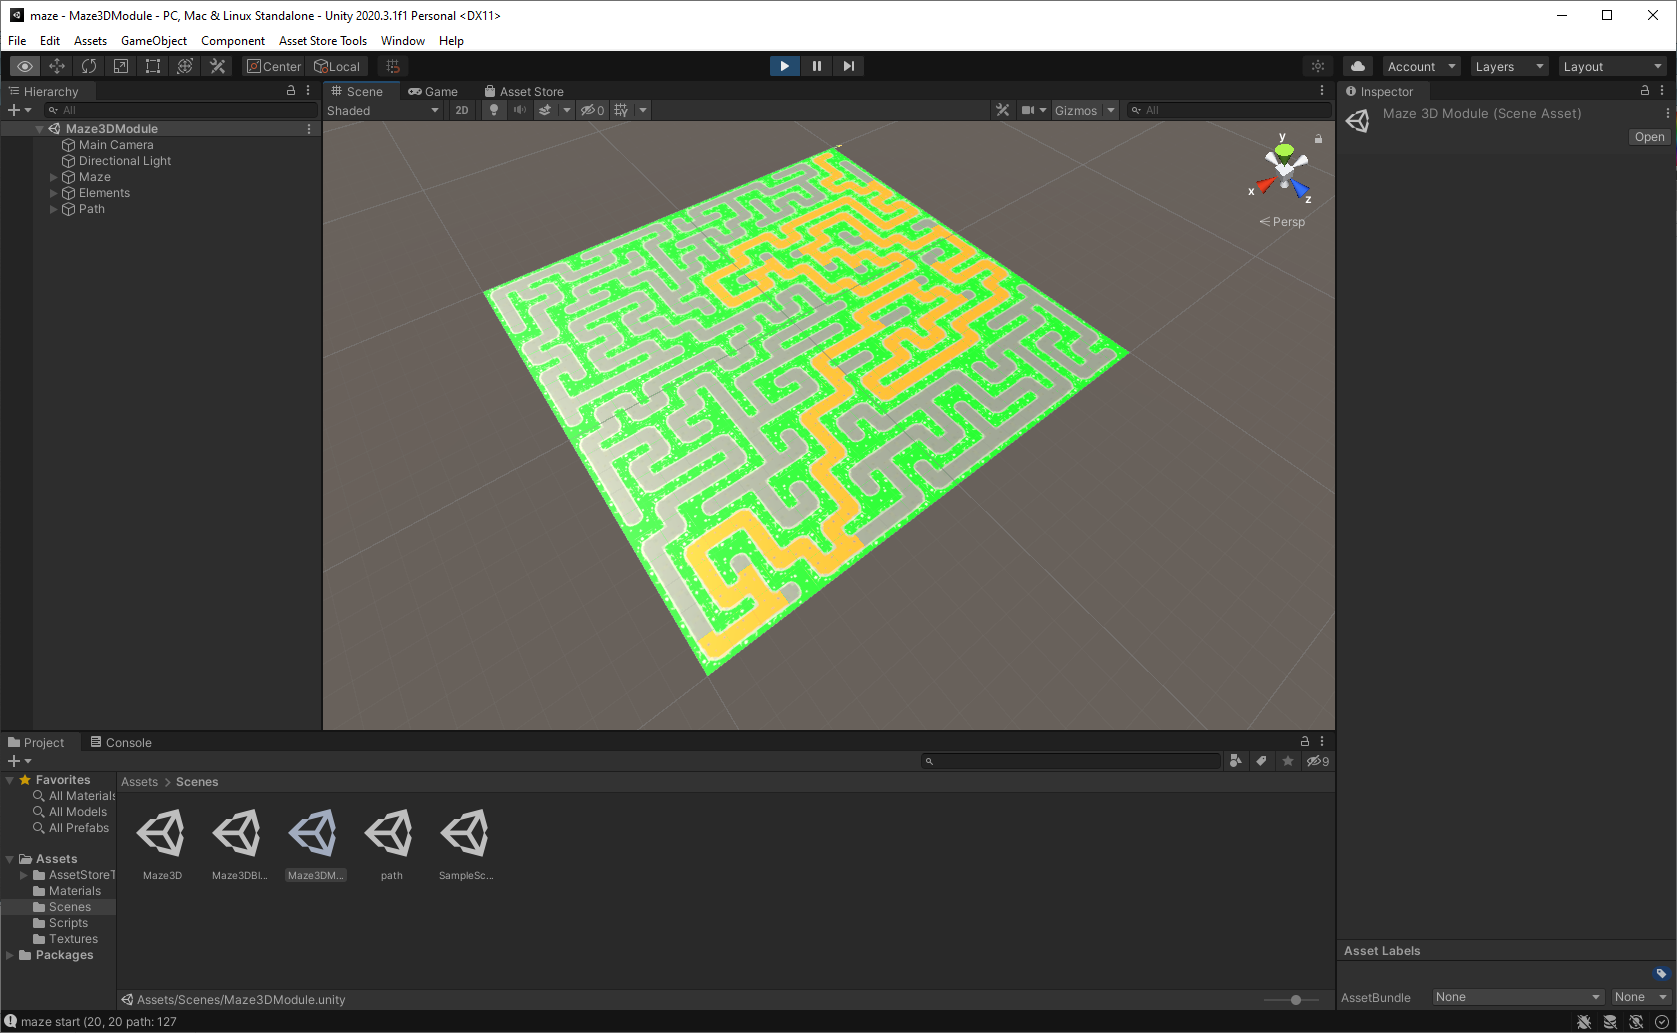 maze - Maze3DModule - PC, Mac & Linux Standalone - Unity 2020.3.1f1 Personal <DX11>
File Edit Assets GameObject Component Asset Store Tools Window Help
Center Local Account Layers Layout
Hierarchy
All
Maze3DModule
Main Camera
Directional Light
Maze
Elements
Path
Scene Game Asset Store
Shaded 2D 0 Gizmos All
y
x
z
Persp
Inspector
Maze 3D Module (Scene Asset)
Open
Project Console
9
Favorites
All Materials
All Models
All Prefabs
Assets
AssetStoreT
Materials
Scenes
Scripts
Textures
Packages
Assets > Scenes
Maze3D Maze3DBl... Maze3DM... path SampleSc...
Assets/Scenes/Maze3DModule.unity
Asset Labels
AssetBundle None None
maze start (20, 20 path: 127